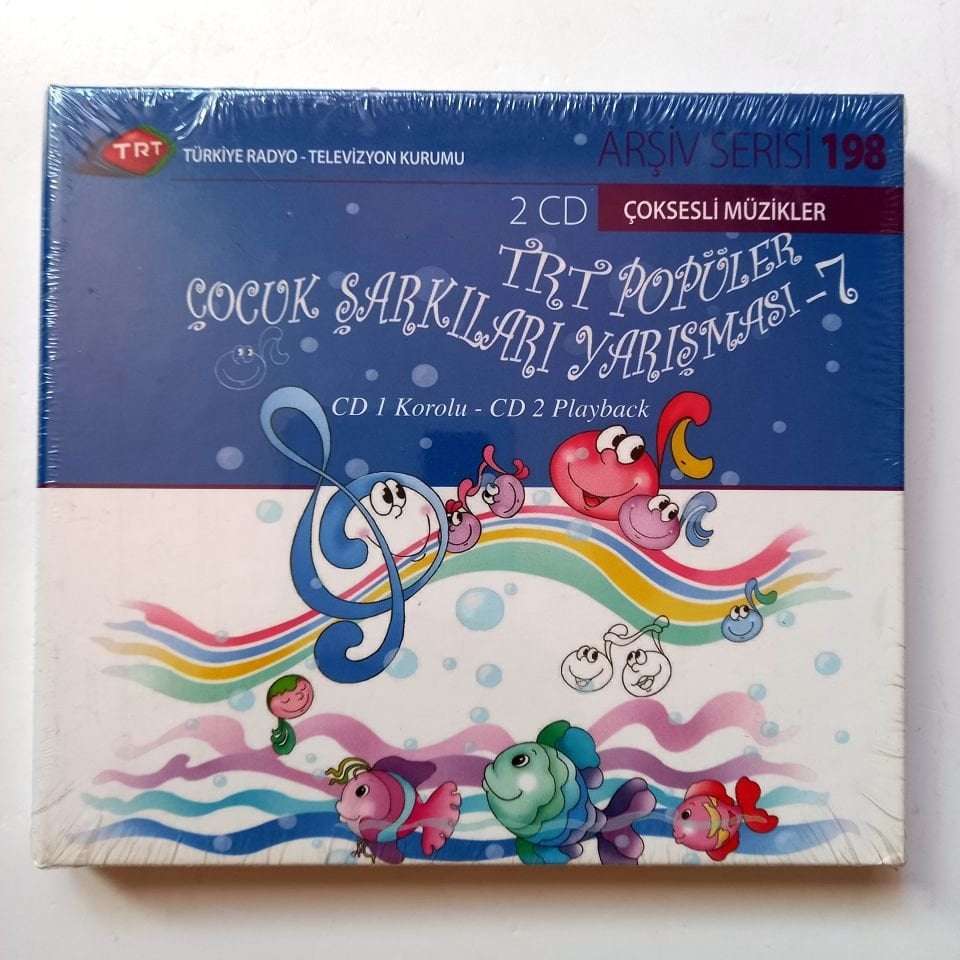 TRT
TÜRKİYE RADYO - TELEVİZYON KURUMU
ARŞİV SERİSİ 198
2 CD
ÇOKSESLİ MÜZİKLER
TRT POPÜLER
ÇOCUK ŞARKILARI YARIŞMASI - 7
CD 1 Korolu - CD 2 Playback